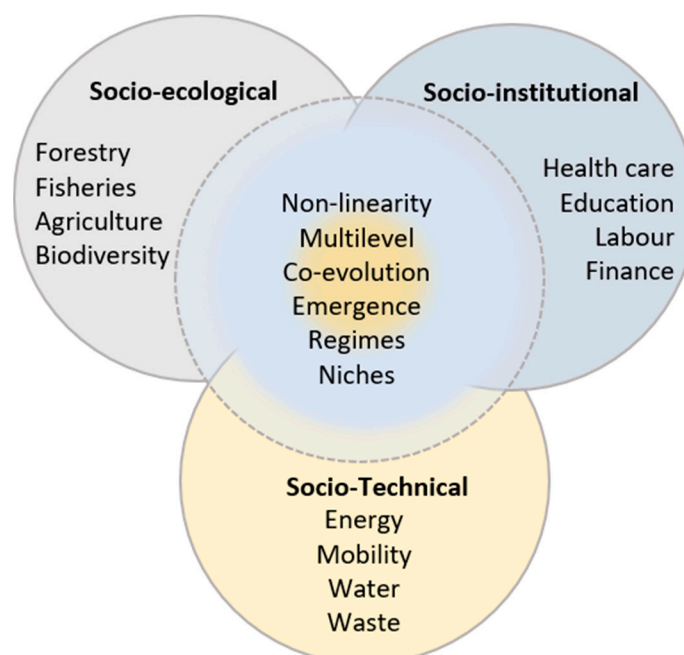 Socio-ecological
Forestry
Fisheries
Agriculture
Biodiversity
Socio-institutional
Health care
Education
Labour
Finance
Non-linearity
Multilevel
Co-evolution
Emergence
Regimes
Niches
Socio-Technical
Energy
Mobility
Water
Waste